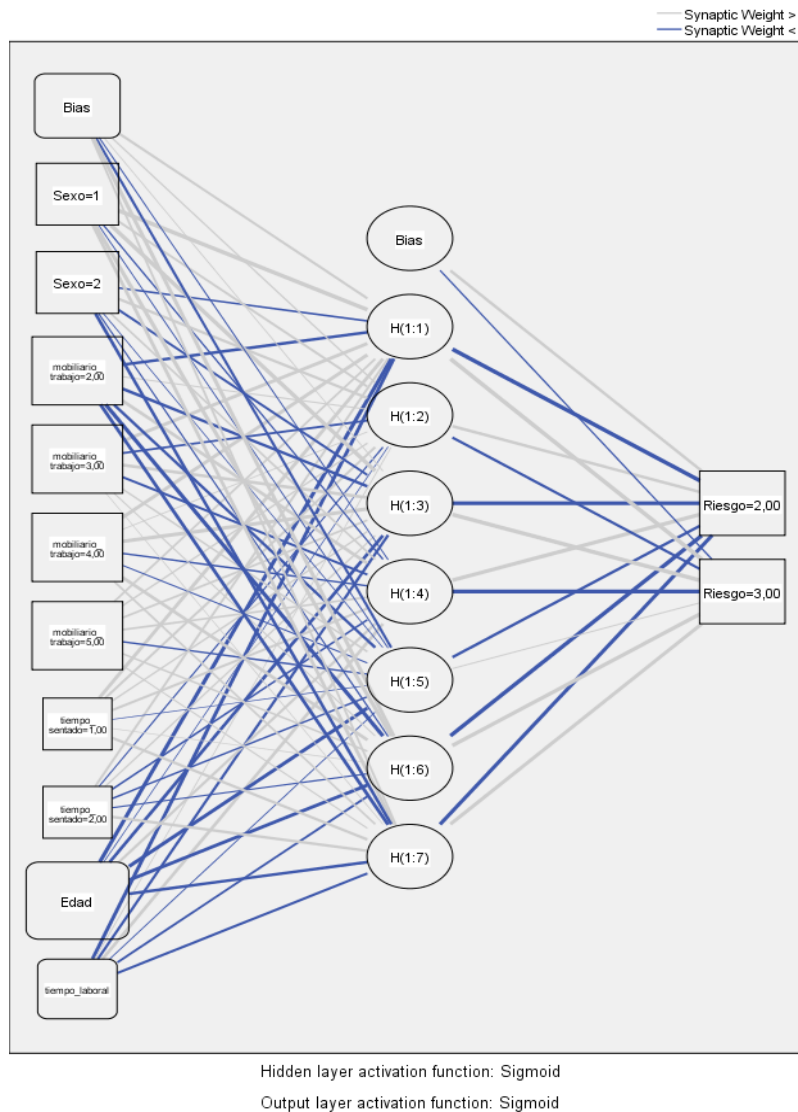 Synaptic Weight >
Synaptic Weight <
Bias
Sexo=1
Sexo=2
mobiliario
trabajo=2,00
mobiliario
trabajo=3,00
mobiliario
trabajo=4,00
mobiliario
trabajo=5,00
tiempo
sentado=1,00
tiempo
sentado=2,00
Edad
tiempo_laboral
Bias
H(1:1)
H(1:2)
H(1:3)
H(1:4)
H(1:5)
H(1:6)
H(1:7)
Riesgo=2,00
Riesgo=3,00
Hidden layer activation function: Sigmoid
Output layer activation function: Sigmoid